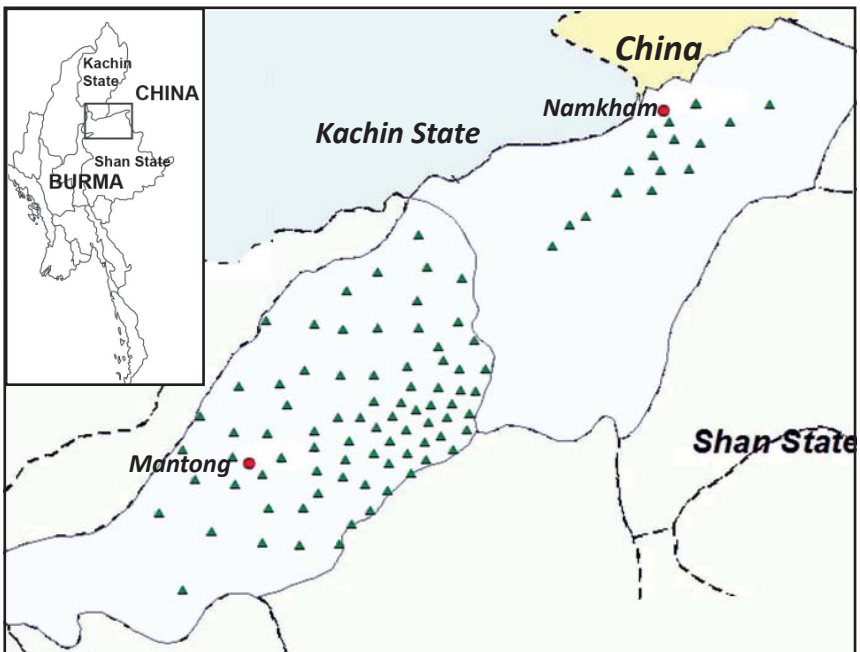 Kachin
State
CHINA
Shan State
BURMA
China
Namkham
Kachin State
Mantong
Shan State